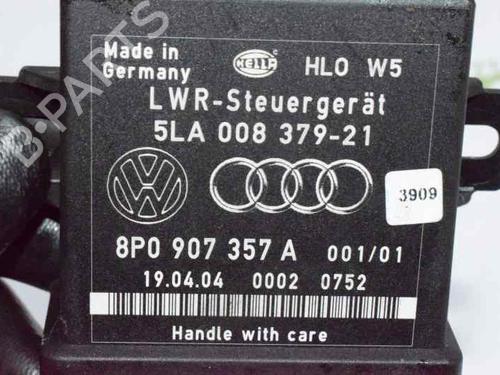 Made in
Germany
HELLA
HLO W5
LWR-Steuergerät
5LA 008 379-21
3909
8P0 907 357 A 001/01
19.04.04 0002 0752
Handle with care
B-PARTS